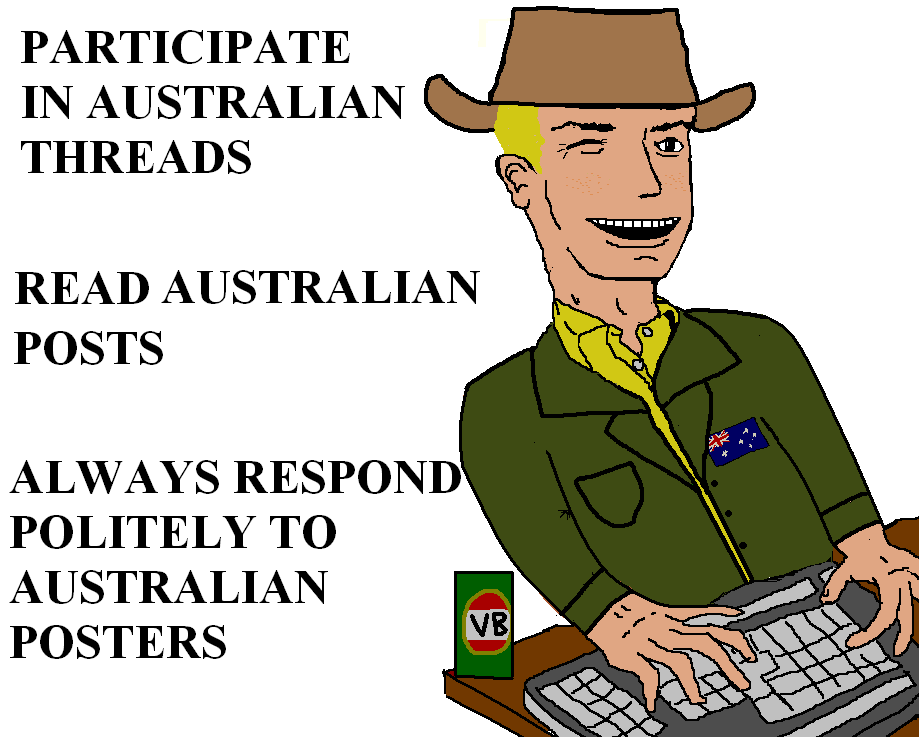 PARTICIPATE
IN AUSTRALIAN
THREADS
READ AUSTRALIAN
POSTS
ALWAYS RESPOND
POLITELY TO
AUSTRALIAN
POSTERS
VB